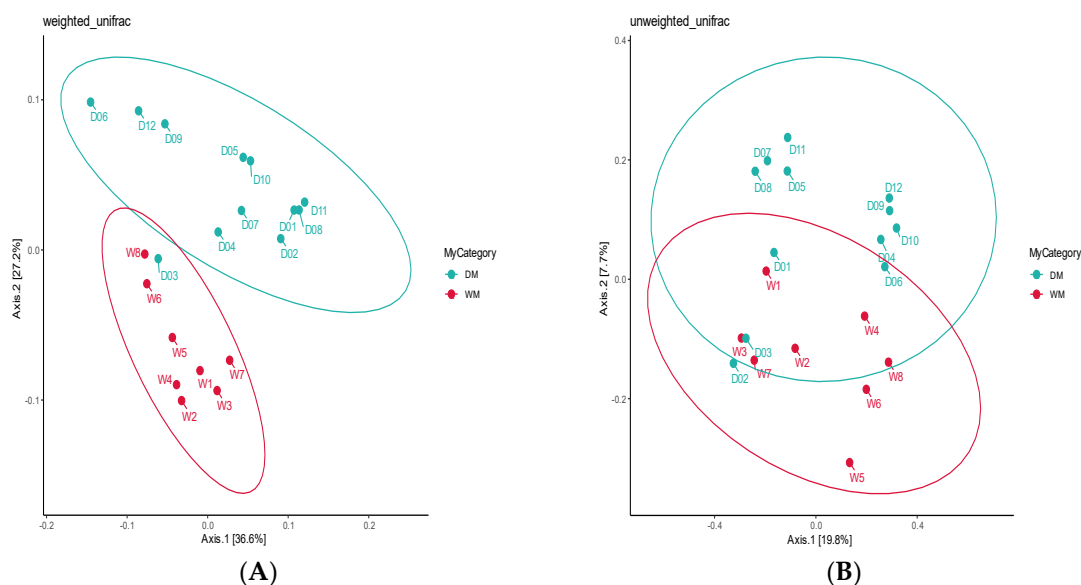 weighted_unifrac
0.1
0.0
-0.1
Axis.2 [27.2%]
D06
D12
D09
D05
D10
D11
D01
D08
D07
D04
D02
W8
D03
W6
W5
W7
W4
W1
W3
W2
-0.2
-0.1
0.0
0.1
0.2
Axis.1 [36.6%]
MyCategory
DM
WM
(A)
unweighted_unifrac
0.4
0.2
0.0
-0.2
Axis.2 [7.7%]
D07
D11
D08
D05
D12
D09
D10
D04
D01
D06
W1
W4
W3
D03
W2
W7
D02
W8
W6
W5
-0.4
0.0
0.4
Axis.1 [19.8%]
MyCategory
DM
WM
(B)